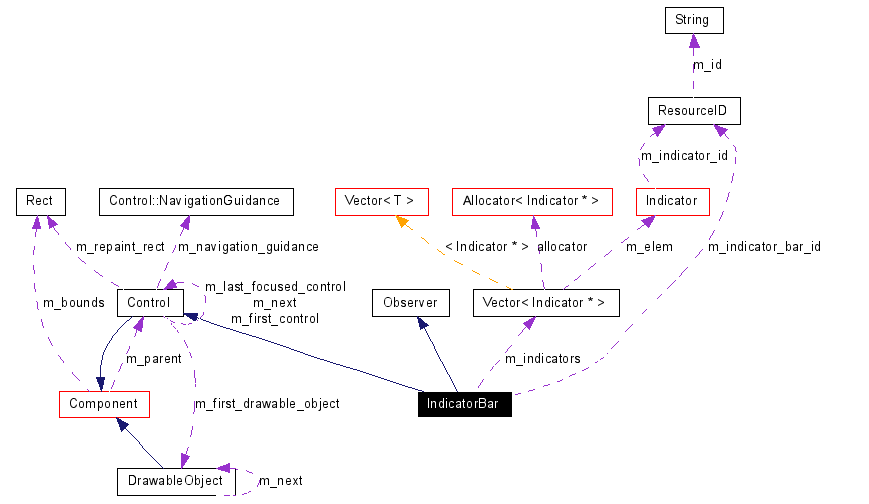 String
m_id
ResourceID
m_indicator_id
Rect
Control::NavigationGuidance
Vector< T >
Allocator< Indicator * >
Indicator
m_repaint_rect
m_navigation_guidance
< Indicator * >
allocator
m_elem
m_indicator_bar_id
m_bounds
Control
m_last_focused_control
m_next
m_first_control
Observer
Vector< Indicator * >
m_parent
m_indicators
Component
m_first_drawable_object
IndicatorBar
DrawableObject
m_next